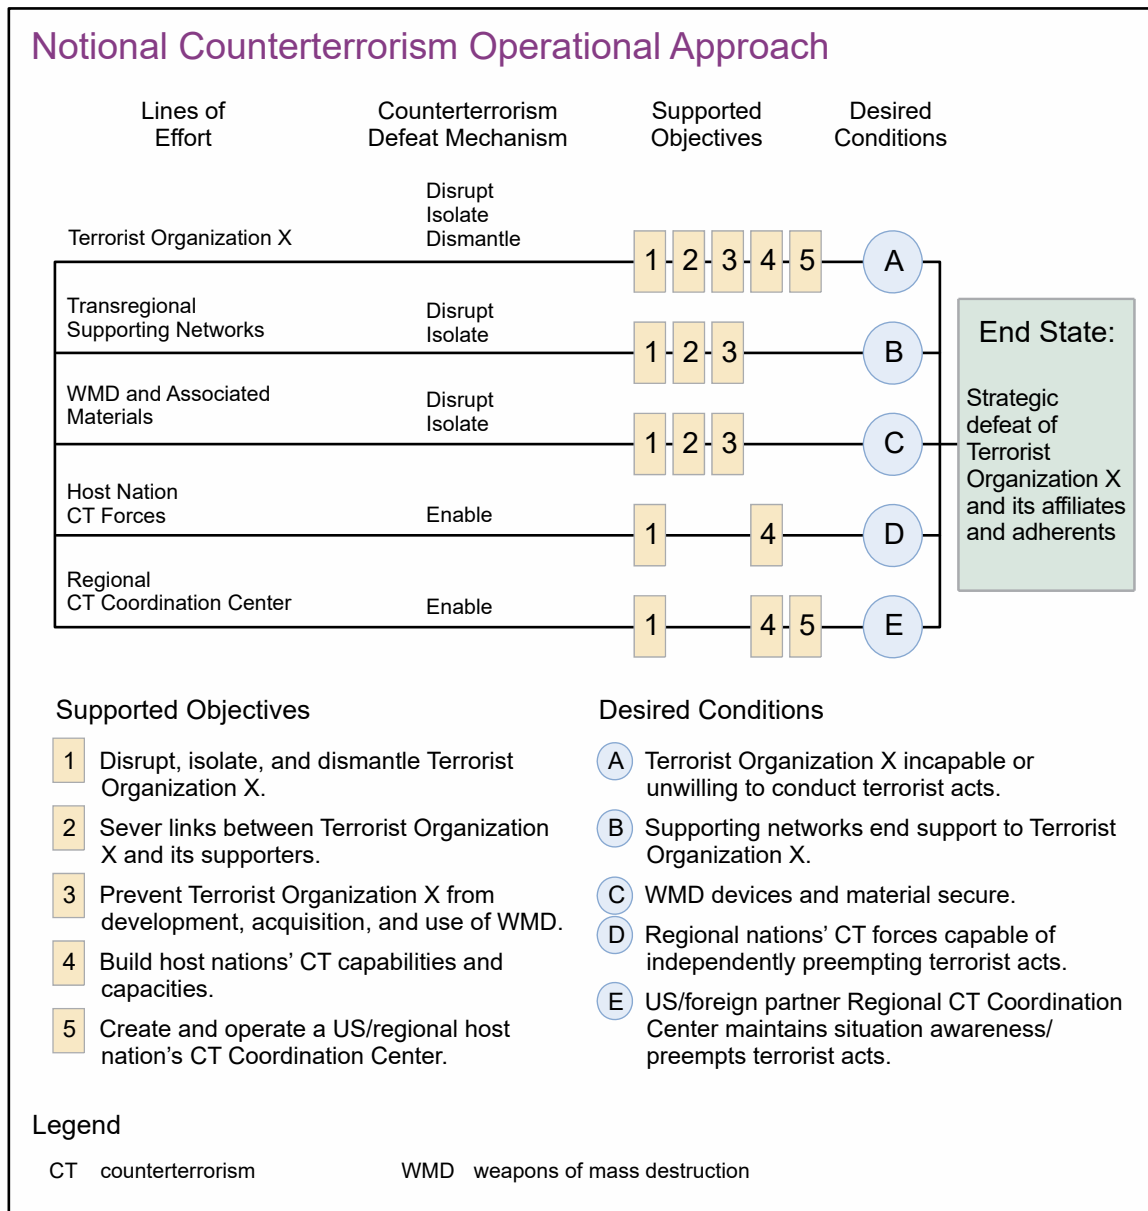 Notional Counterterrorism Operational Approach
Lines of
Effort
Counterterrorism
Defeat Mechanism
Supported
Objectives
Desired
Conditions
Terrorist Organization X
Disrupt
Isolate
Dismantle
1 2 3 4 5
A
Transregional
Supporting Networks
Disrupt
Isolate
1 2 3
B
WMD and Associated
Materials
Disrupt
Isolate
1 2 3
C
Host Nation
CT Forces
Enable
1 4
D
Regional
CT Coordination Center
Enable
1 4 5
E
End State:
Strategic
defeat of
Terrorist
Organization X
and its affiliates
and adherents
Supported Objectives
1 Disrupt, isolate, and dismantle Terrorist
Organization X.
2 Sever links between Terrorist Organization
X and its supporters.
3 Prevent Terrorist Organization X from
development, acquisition, and use of WMD.
4 Build host nations’ CT capabilities and
capacities.
5 Create and operate a US/regional host
nation’s CT Coordination Center.
Desired Conditions
A Terrorist Organization X incapable or
unwilling to conduct terrorist acts.
B Supporting networks end support to Terrorist
Organization X.
C WMD devices and material secure.
D Regional nations’ CT forces capable of
independently preempting terrorist acts.
E US/foreign partner Regional CT Coordination
Center maintains situation awareness/
preempts terrorist acts.
Legend
CT counterterrorism
WMD weapons of mass destruction